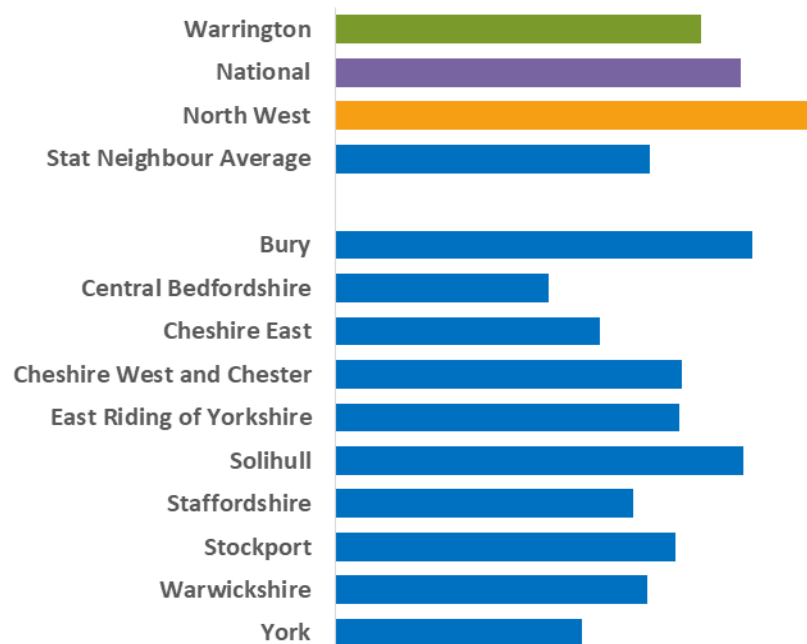 Warrington
National
North West
Stat Neighbour Average
Bury
Central Bedfordshire
Cheshire East
Cheshire West and Chester
East Riding of Yorkshire
Solihull
Staffordshire
Stockport
Warwickshire
York